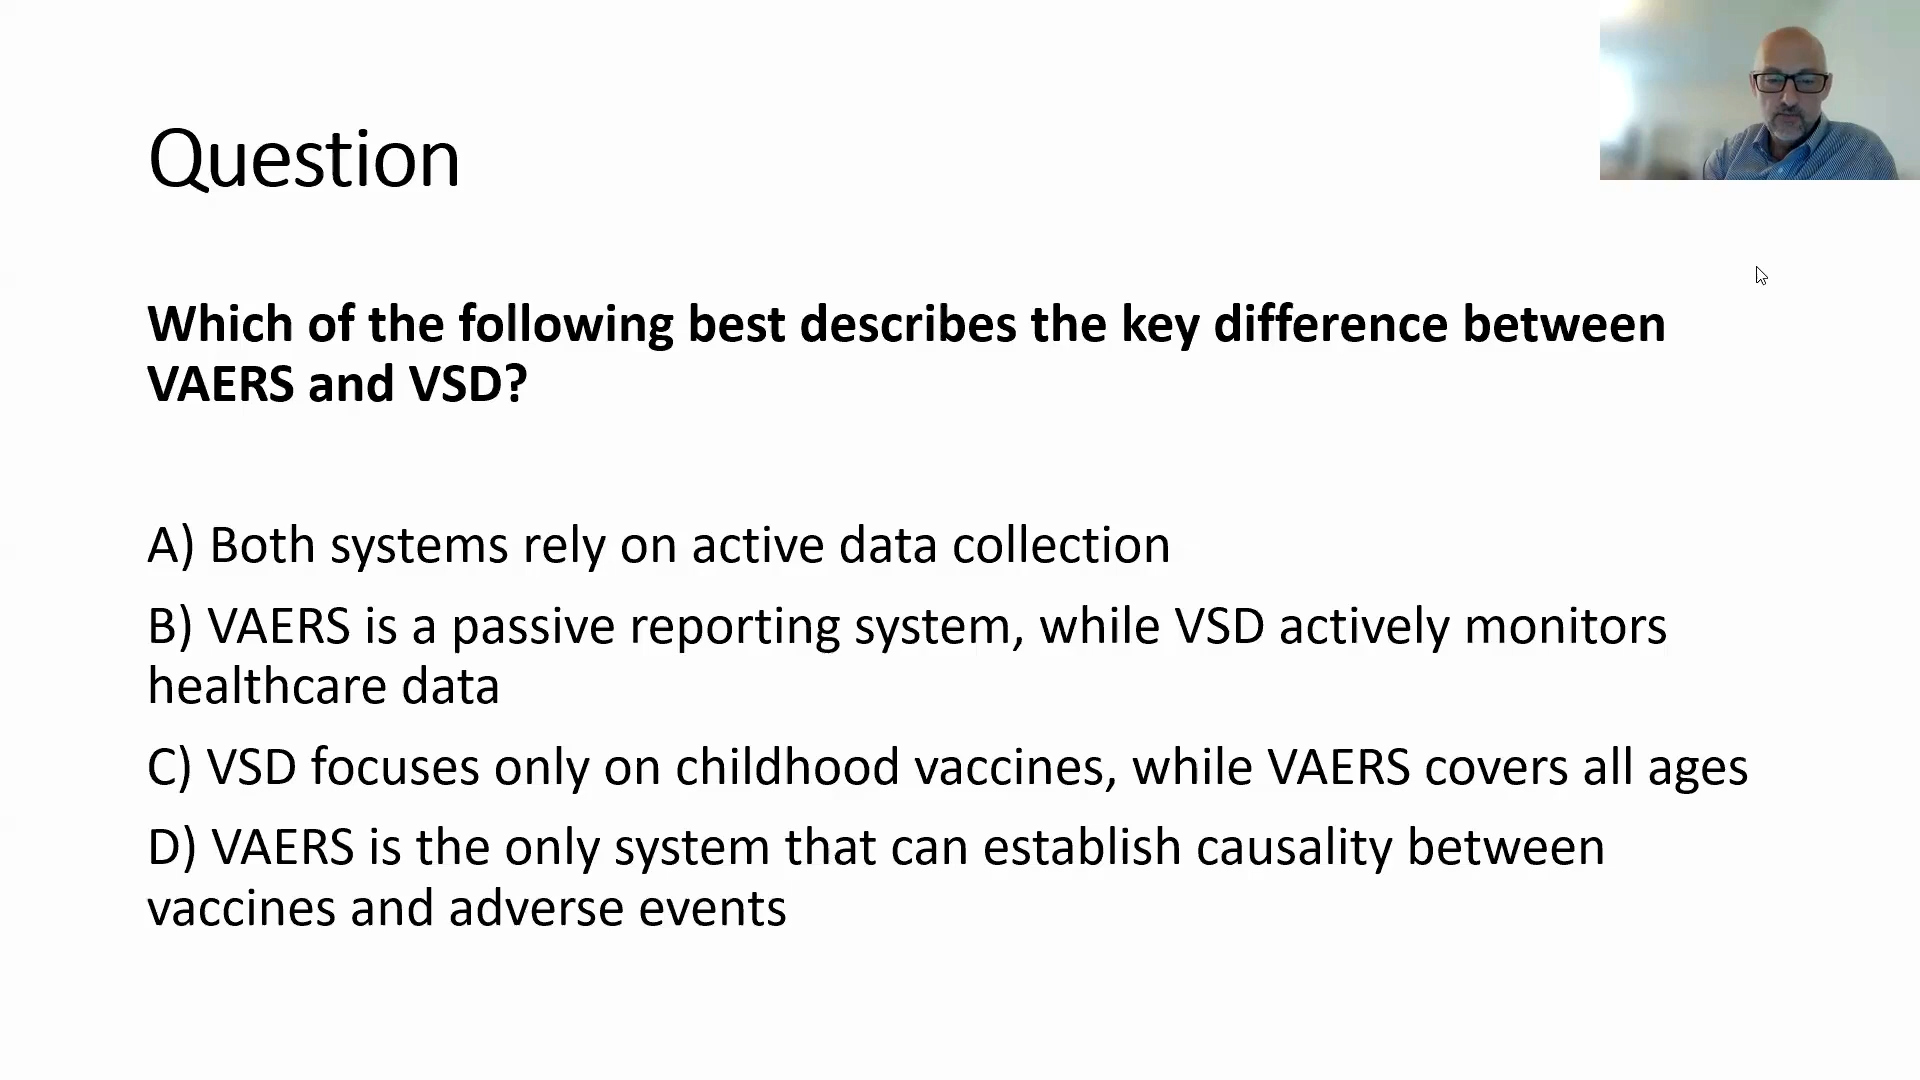 Question
Which of the following best describes the key difference between
VAERS and VSD?
A) Both systems rely on active data collection
B) VAERS is a passive reporting system, while VSD actively monitors
healthcare data
C) VSD focuses only on childhood vaccines, while VAERS covers all ages
D) VAERS is the only system that can establish causality between
vaccines and adverse events